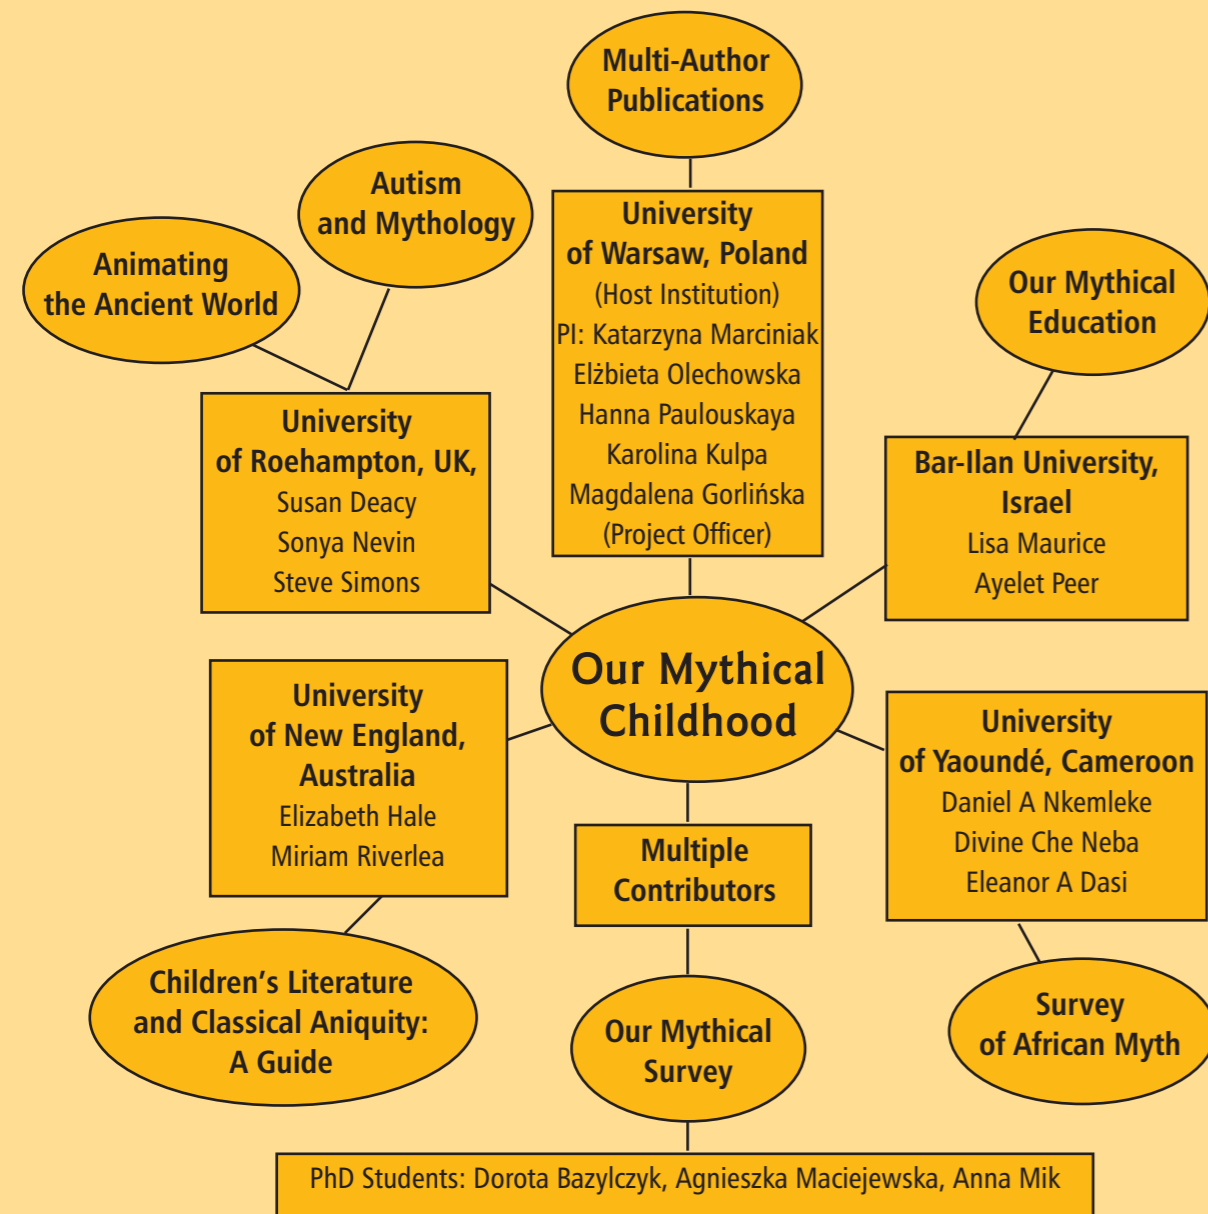 Multi-Author
Publications
Autism
and Mythology
Animating
the Ancient World
University
of Warsaw, Poland
(Host Institution)
PI: Katarzyna Marciniak
Elżbieta Olechowska
Hanna Paulouskaya
Karolina Kulpa
Magdalena Gorlińska
(Project Officer)
Our Mythical
Education
University
of Roehampton, UK,
Susan Deacy
Sonya Nevin
Steve Simons
Bar-Ilan University,
Israel
Lisa Maurice
Ayelet Peer
Our Mythical
Childhood
University
of New England,
Australia
Elizabeth Hale
Miriam Riverlea
University
of Yaoundé, Cameroon
Daniel A Nkemleke
Divine Che Neba
Eleanor A Dasi
Multiple
Contributors
Children's Literature
and Classical Aniquity:
A Guide
Our Mythical
Survey
Survey
of African Myth
PhD Students: Dorota Bazylczyk, Agnieszka Maciejewska, Anna Mik